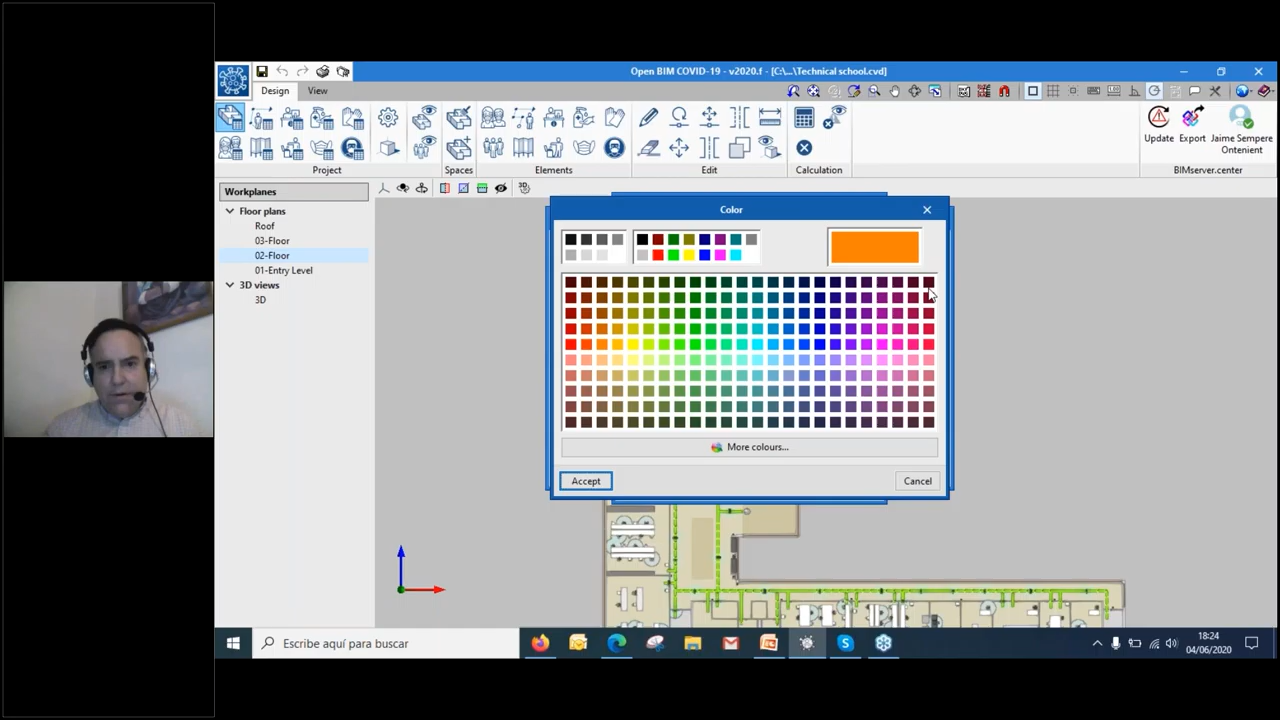 Open BIM COVID-19 - v2020.f - [C:\...\Technical school.cvd]
Design View
Update Export Jaime Sempere Ontenient
Project Spaces Elements Edit Calculation BIMserver.center
Workplanes
Floor plans
Roof
03-Floor
02-Floor
01-Entry Level
3D views
3D
Color
More colours...
Accept Cancel
Escribe aquí para buscar
18:24
04/06/2020